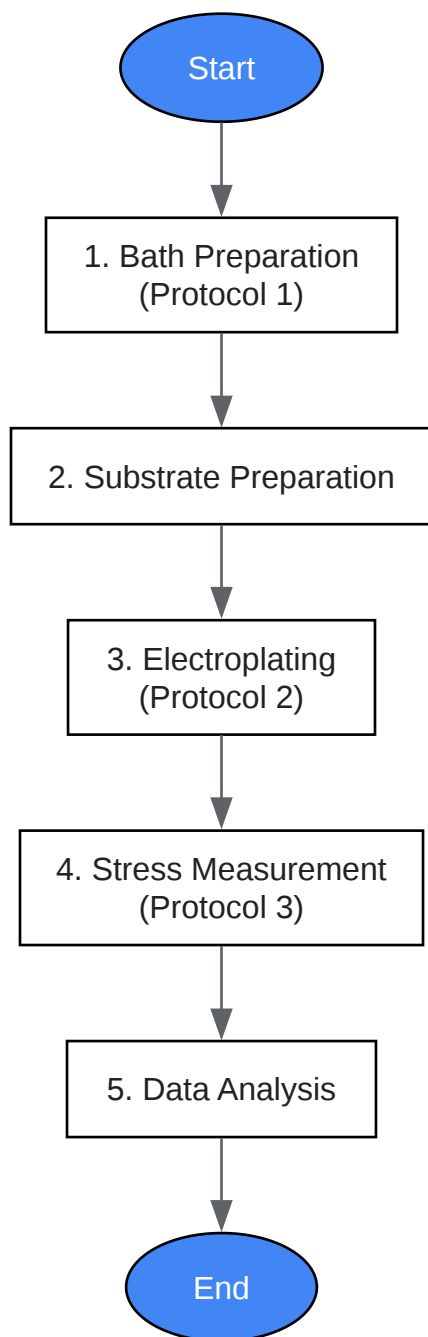 Start
1. Bath Preparation
(Protocol 1)
2. Substrate Preparation
3. Electroplating
(Protocol 2)
4. Stress Measurement
(Protocol 3)
5. Data Analysis
End